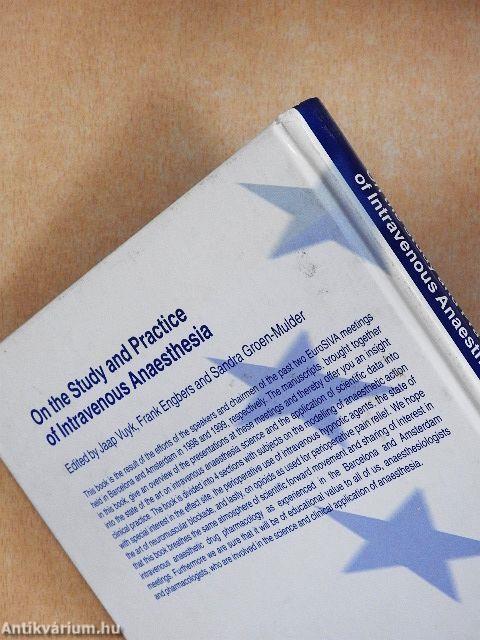 On the Study and Practice
of Intravenous Anaesthesia
Edited by Jaap Vuyk, Frank Engbers and Sandra Groen-Mulder
This book is the result of the efforts of the speakers and chairmen of the past two EuroSIVA meetings
held in Barcelona and Amsterdam in 1998 and 1999, respectively. The manuscripts, brought together
in this book, give an overview of the presentations at these meetings and thereby offer you an insight
into the state of the art on intravenous anaesthesia science and the application of scientific data into
clinical practice. The book is divided into 4 sections with subjects on the modelling of anaesthetic action
with special interest in the effect site, the perioperative use of intravenous hypnotic agents, the state of
the art of neuromuscular blockade, and lastly, on opioids as used for perioperative pain relief. We hope
that this book breathes the same atmosphere of scientific forward movement and sharing of interest in
intravenous anaesthetic drug pharmacology as experienced in the Barcelona and Amsterdam
meetings. Furthermore we are sure that it will be of educational value to all of us, anaesthesiologists
and pharmacologists, who are involved in the science and clinical application of anaesthesia.
of Intravenous Anaesth
Antikvárium.hu